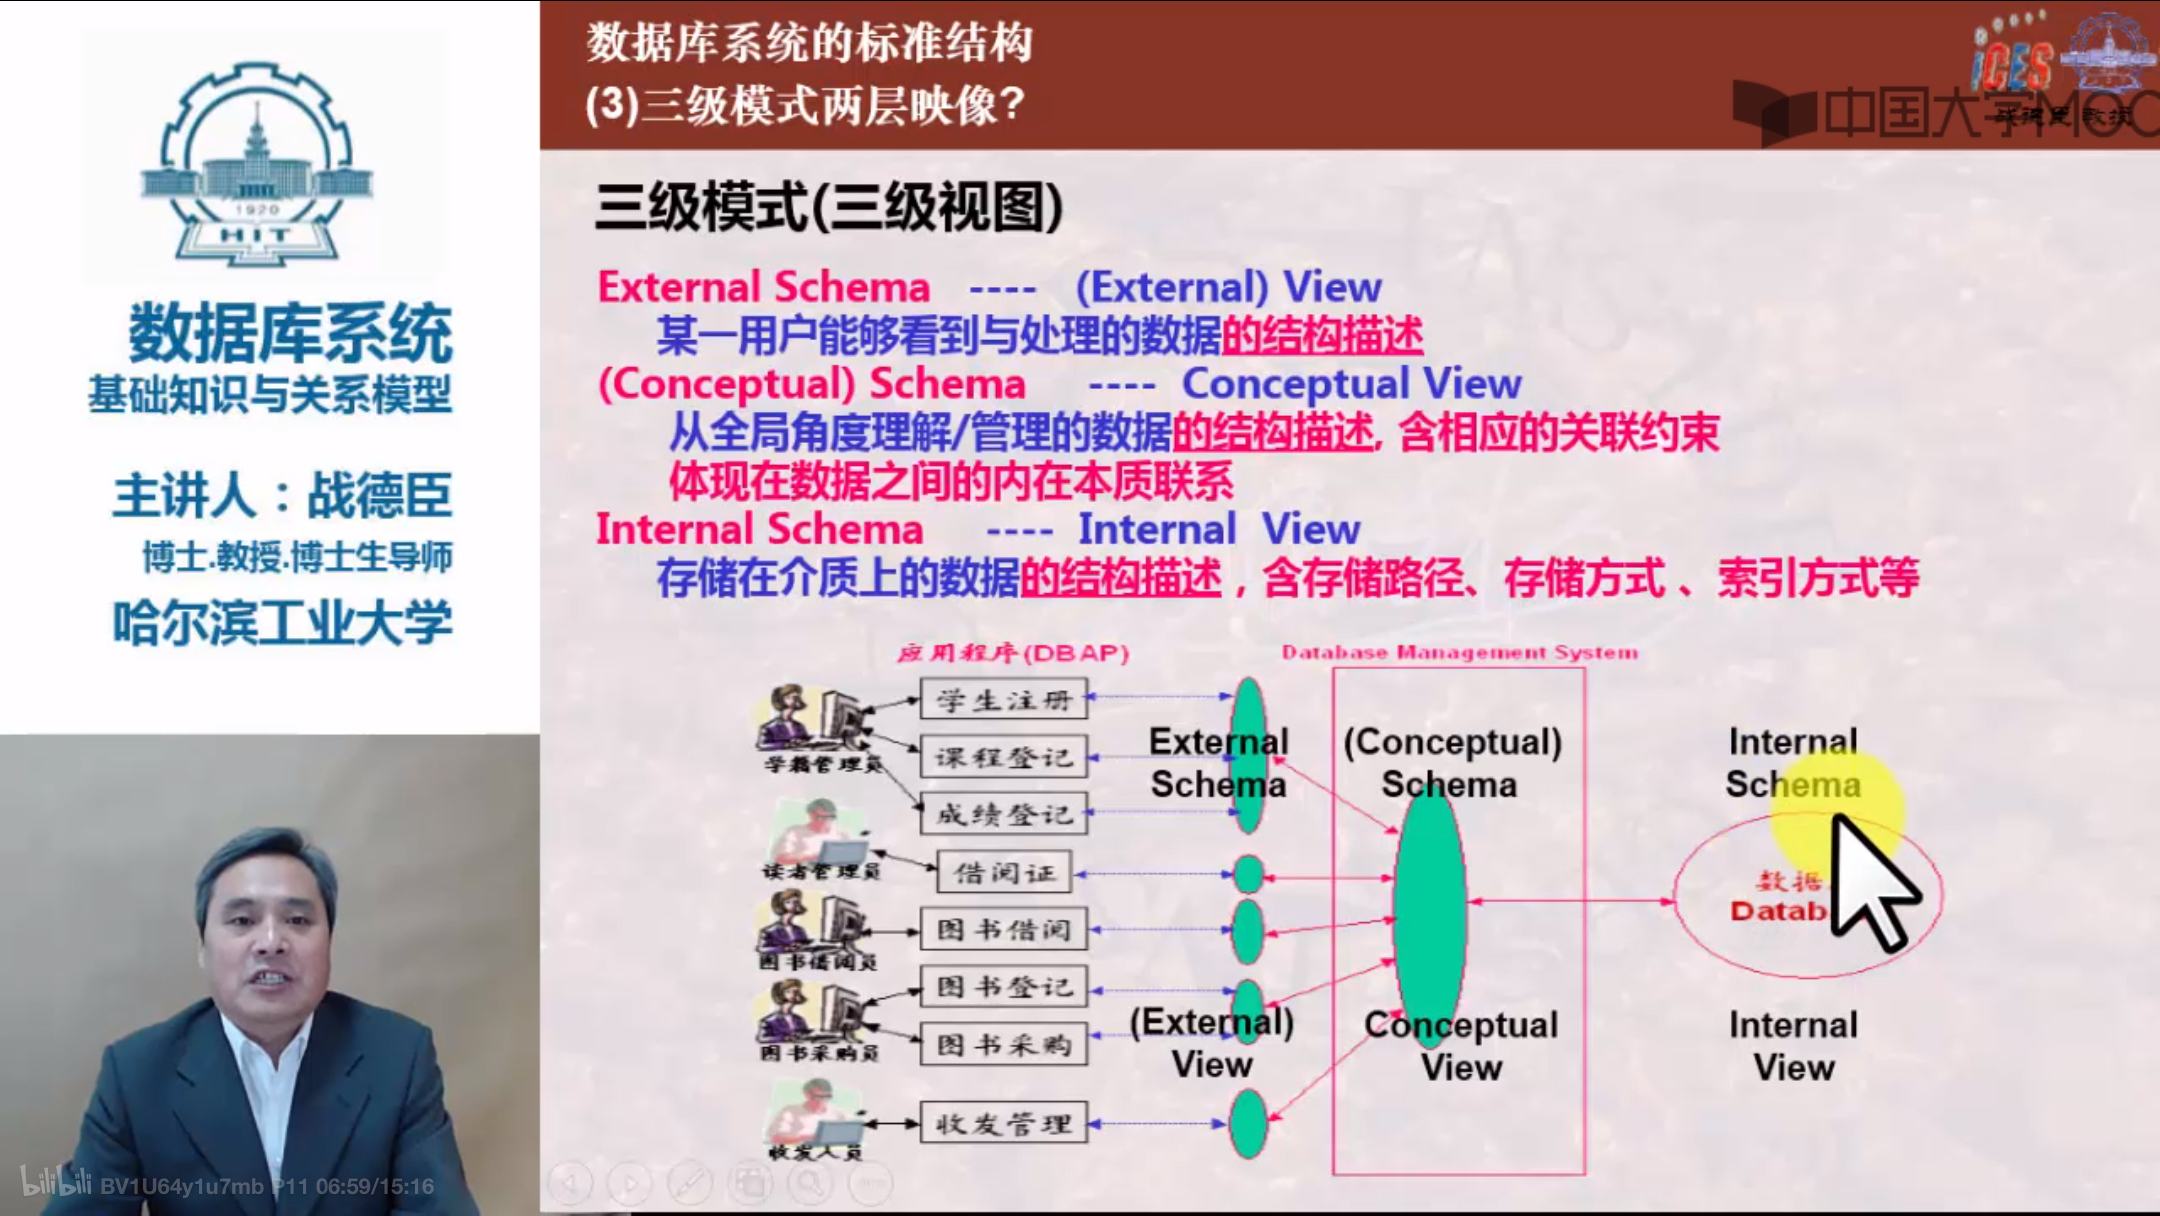 数据库系统的标准结构
(3)三级模式两层映像?
iCES
中国大学MOO
1920
HIT
数据库系统
基础知识与关系模型
主讲人：战德臣
博士.教授.博士生导师
哈尔滨工业大学
三级模式(三级视图)
External Schema ---- (External) View
某一用户能够看到与处理的数据的结构描述
(Conceptual) Schema ---- Conceptual View
从全局角度理解/管理的数据的结构描述, 含相应的关联约束
体现在数据之间的内在本质联系
Internal Schema ---- Internal View
存储在介质上的数据的结构描述，含存储路径、存储方式 、索引方式等
应用程序(DBAP)
Database Management System
学生注册
课程登记
学籍管理员
成绩登记
读者管理员
借阅证
图书借阅
图书借阅员
图书登记
图书采购
图书采购员
收发管理
收发人员
External
Schema
(External)
View
(Conceptual)
Schema
Conceptual
View
Internal
Schema
数据
Datab
Internal
View
bilibili BV1U64y1u7mb P11 06:59/15:16